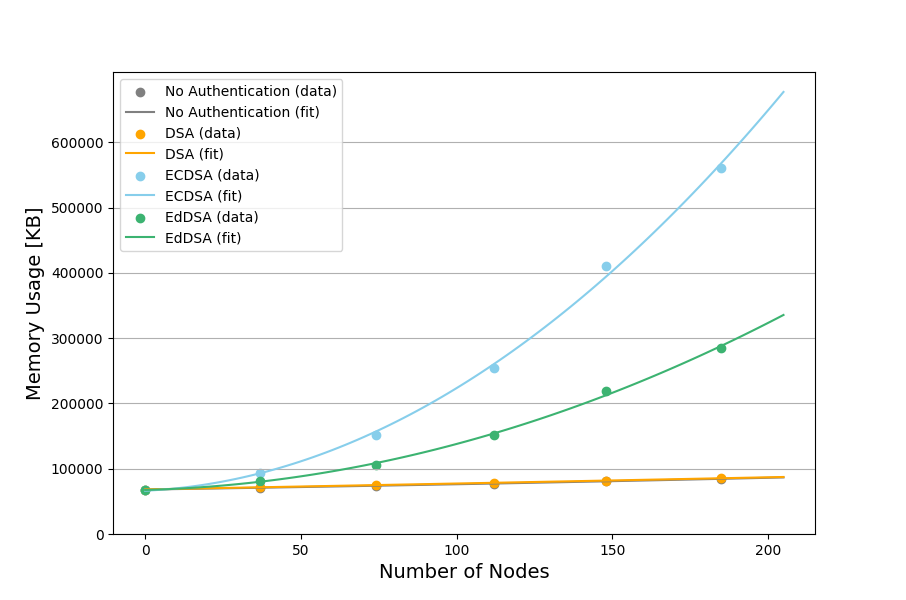 No Authentication (data)
No Authentication (fit)
DSA (data)
DSA (fit)
ECDSA (data)
ECDSA (fit)
EdDSA (data)
EdDSA (fit)
Memory Usage [KB]
600000
500000
400000
300000
200000
100000
0
0 50 100 150 200
Number of Nodes